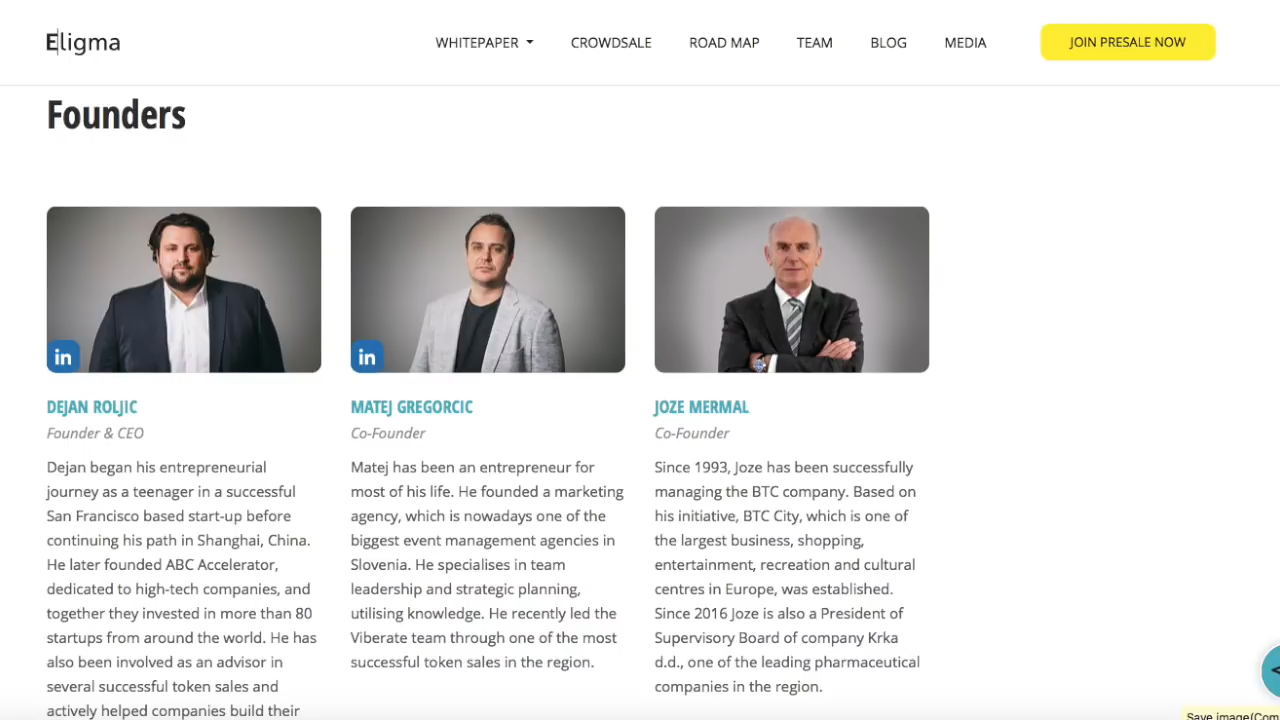 Eligma
WHITEPAPER
CROWDSALE
ROAD MAP
TEAM
BLOG
MEDIA
JOIN PRESALE NOW
Founders
in
in
DEJAN ROLJIC
Founder & CEO
Dejan began his entrepreneurial
journey as a teenager in a successful
San Francisco based start-up before
continuing his path in Shanghai, China.
He later founded ABC Accelerator,
dedicated to high-tech companies, and
together they invested in more than 80
startups from around the world. He has
also been involved as an advisor in
several successful token sales and
actively helped companies build their
MATEJ GREGORCIC
Co-Founder
Matej has been an entrepreneur for
most of his life. He founded a marketing
agency, which is nowadays one of the
biggest event management agencies in
Slovenia. He specialises in team
leadership and strategic planning,
utilising knowledge. He recently led the
Viberate team through one of the most
successful token sales in the region.
JOZE MERMAL
Co-Founder
Since 1993, Joze has been successfully
managing the BTC company. Based on
his initiative, BTC City, which is one of
the largest business, shopping,
entertainment, recreation and cultural
centres in Europe, was established.
Since 2016 Joze is also a President of
Supervisory Board of company Krka
d.d., one of the leading pharmaceutical
companies in the region.
Save image(Com